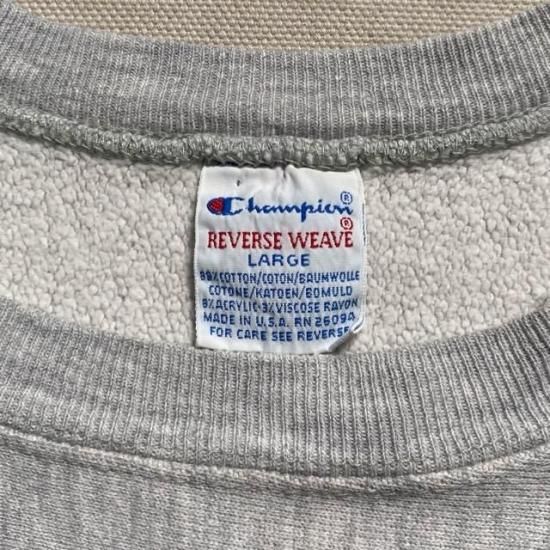 Champion®
REVERSE WEAVE®
LARGE
89% COTTON/COTON/BAUMWOLLE
COTONE/KATOEN/BOMULD
8% ACRYLIC·3% VISCOSE RAYON
MADE IN U.S.A. RN 26094
FOR CARE SEE REVERSE